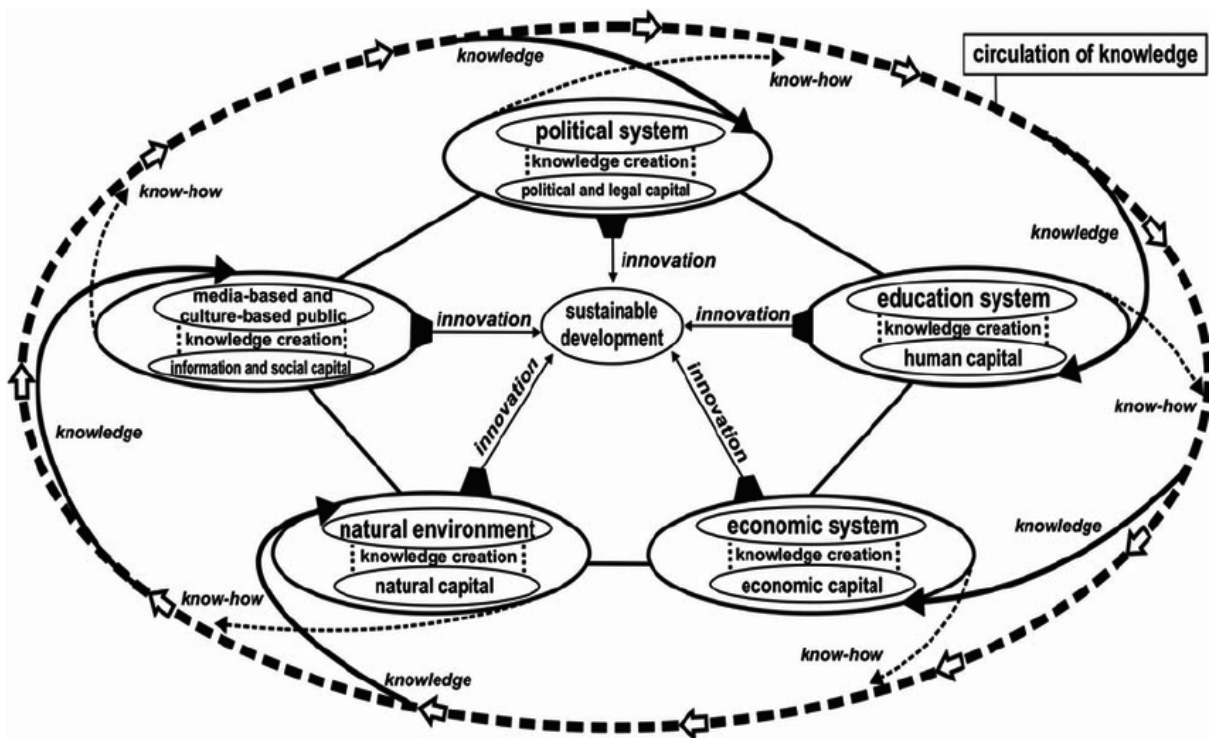 knowledge
circulation of knowledge
know-how
political system
knowledge creation
political and legal capital
know-how
knowledge
innovation
media-based and
culture-based public
knowledge creation
information and social capital
innovation
sustainable
development
innovation
education system
knowledge creation
human capital
know-how
knowledge
innovation
innovation
natural environment
knowledge creation
natural capital
economic system
knowledge creation
economic capital
knowledge
know-how
know-how
knowledge